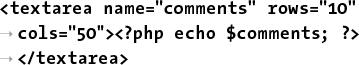 <textarea name="comments" rows="10"
→ cols="50"><?php echo $comments; ?>
→ </textarea>